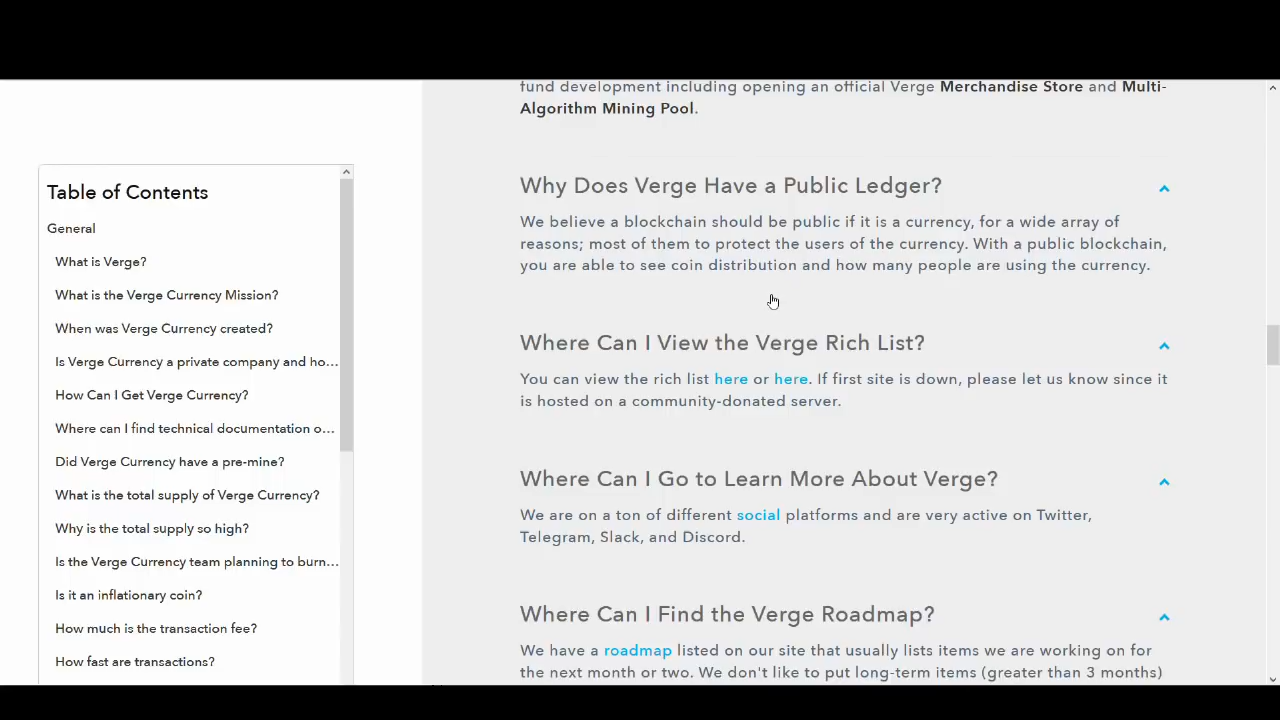 Table of Contents
General
What is Verge?
What is the Verge Currency Mission?
When was Verge Currency created?
Is Verge Currency a private company and ho...
How Can I Get Verge Currency?
Where can I find technical documentation o...
Did Verge Currency have a pre-mine?
What is the total supply of Verge Currency?
Why is the total supply so high?
Is the Verge Currency team planning to burn...
Is it an inflationary coin?
How much is the transaction fee?
How fast are transactions?
fund development including opening an official Verge Merchandise Store and Multi-
Algorithm Mining Pool.
Why Does Verge Have a Public Ledger?
We believe a blockchain should be public if it is a currency, for a wide array of
reasons; most of them to protect the users of the currency. With a public blockchain,
you are able to see coin distribution and how many people are using the currency.
Where Can I View the Verge Rich List?
You can view the rich list here or here. If first site is down, please let us know since it
is hosted on a community-donated server.
Where Can I Go to Learn More About Verge?
We are on a ton of different social platforms and are very active on Twitter,
Telegram, Slack, and Discord.
Where Can I Find the Verge Roadmap?
We have a roadmap listed on our site that usually lists items we are working on for
the next month or two. We don't like to put long-term items (greater than 3 months)